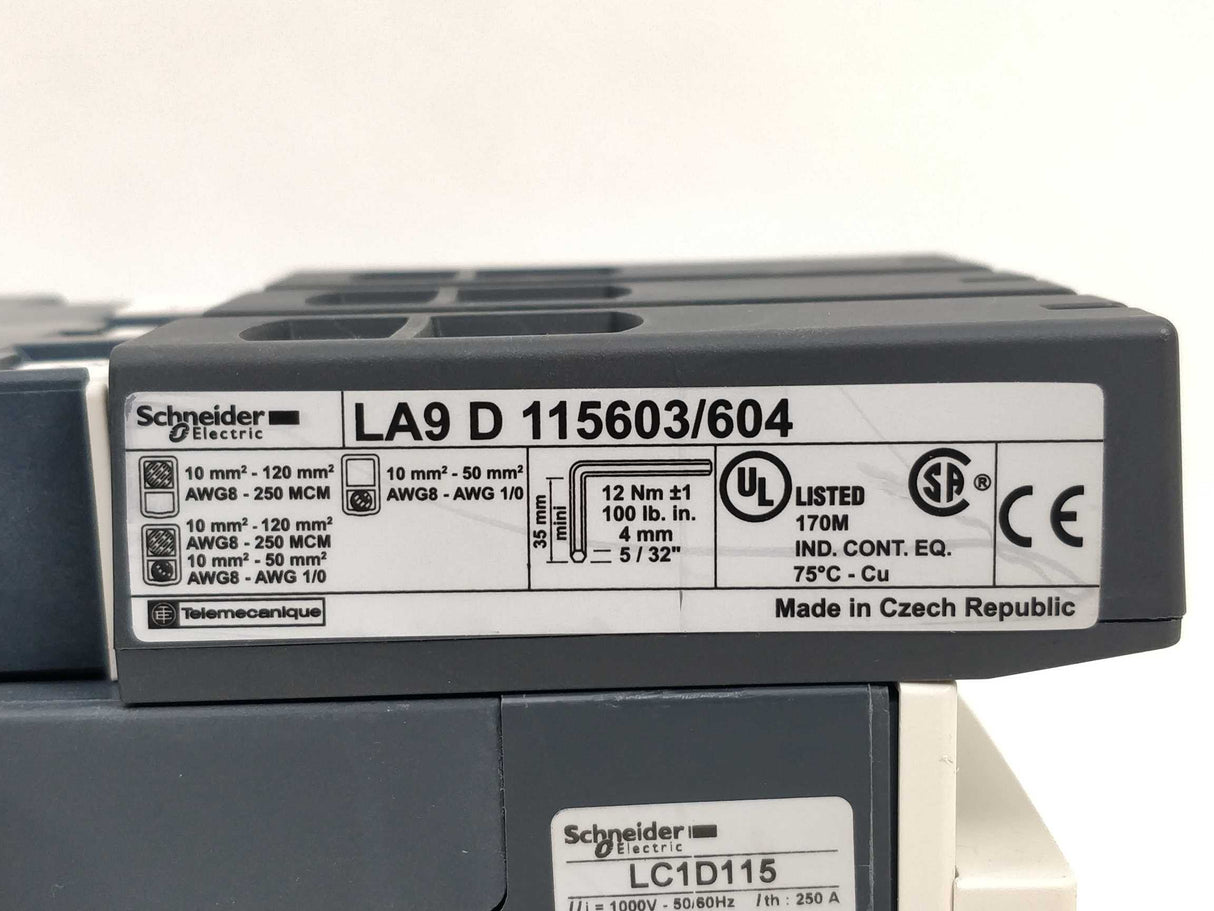 Schneider Electric
LA9 D 115603/604
10 mm² - 120 mm²
AWG8 - 250 MCM
10 mm² - 120 mm²
AWG8 - 250 MCM
10 mm² - 50 mm²
AWG8 - AWG 1/0
10 mm² - 50 mm²
AWG8 - AWG 1/0
35 mm
mini
12 Nm ±1
100 lb. in.
4 mm
5 / 32"
UL LISTED
170M
IND. CONT. EQ.
75°C - Cu
SA ®
CE
Telemecanique
Made in Czech Republic
Schneider
Electric
LC1D115
Ui = 1000V - 50/60Hz Ith : 250 A